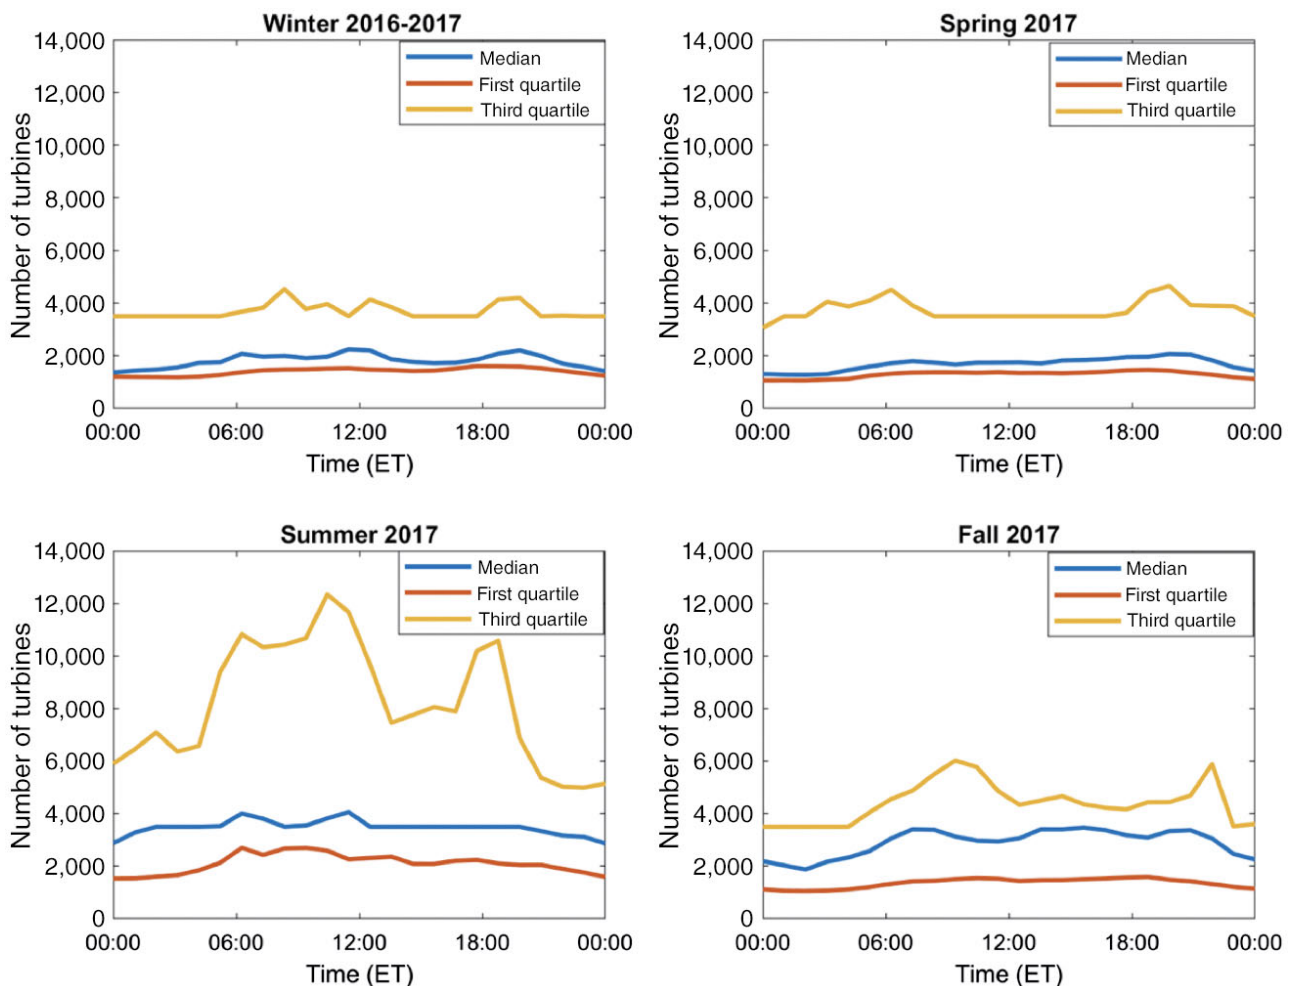 Winter 2016-2017
14,000
12,000
10,000
8,000
6,000
4,000
2,000
0
Number of turbines
Median
First quartile
Third quartile
00:00 06:00 12:00 18:00 00:00
Time (ET)
Spring 2017
14,000
12,000
10,000
8,000
6,000
4,000
2,000
0
Number of turbines
Median
First quartile
Third quartile
00:00 06:00 12:00 18:00 00:00
Time (ET)
Summer 2017
14,000
12,000
10,000
8,000
6,000
4,000
2,000
0
Number of turbines
Median
First quartile
Third quartile
00:00 06:00 12:00 18:00 00:00
Time (ET)
Fall 2017
14,000
12,000
10,000
8,000
6,000
4,000
2,000
0
Number of turbines
Median
First quartile
Third quartile
00:00 06:00 12:00 18:00 00:00
Time (ET)